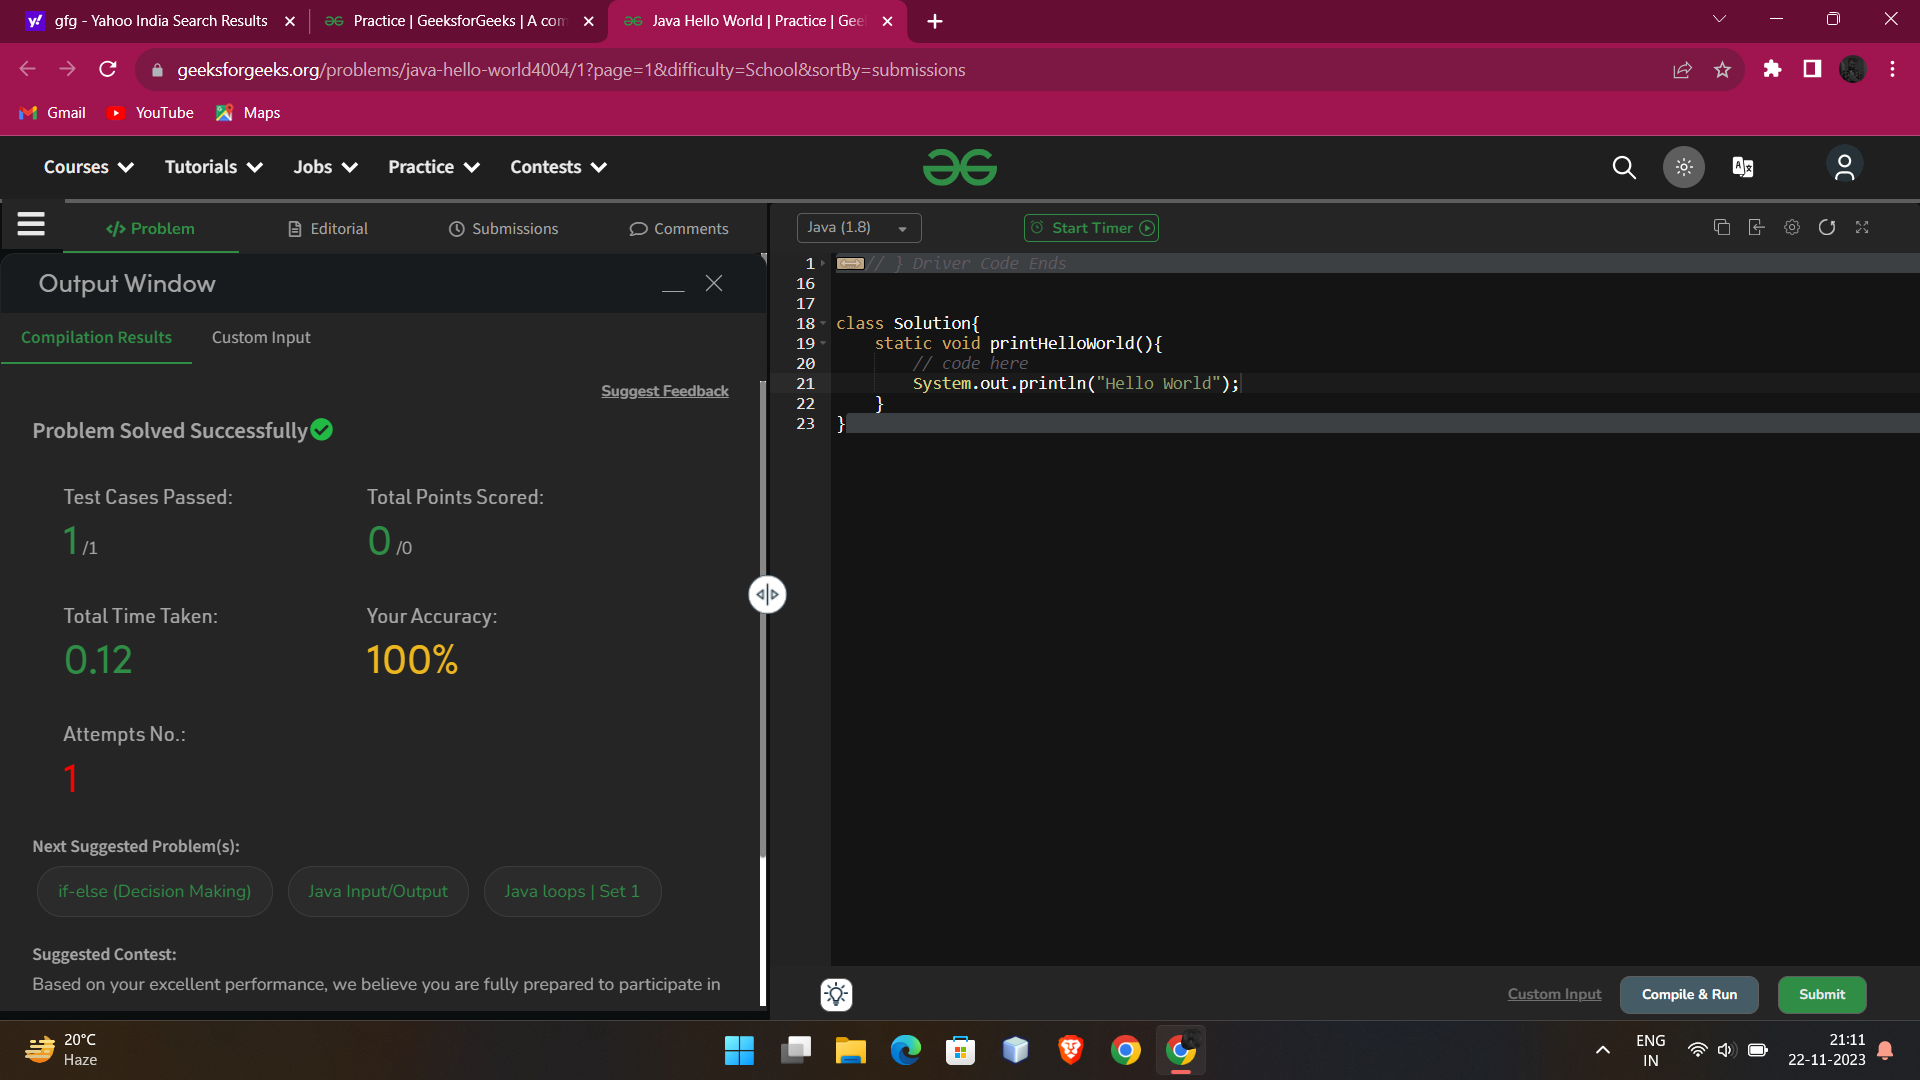 gfg - Yahoo India Search Results
Practice | GeeksforGeeks | A com
Java Hello World | Practice | Gee
geeksforgeeks.org/problems/java-hello-world4004/1?page=1&difficulty=School&sortBy=submissions
Gmail
YouTube
Maps
Courses
Tutorials
Jobs
Practice
Contests
</> Problem
Editorial
Submissions
Comments
Output Window
Compilation Results
Custom Input
Suggest Feedback
Problem Solved Successfully
Test Cases Passed:
1 /1
Total Points Scored:
0 /0
Total Time Taken:
0.12
Your Accuracy:
100%
Attempts No.:
1
Next Suggested Problem(s):
if-else (Decision Making)
Java Input/Output
Java loops | Set 1
Suggested Contest:
Based on your excellent performance, we believe you are fully prepared to participate in
Java (1.8)
Start Timer
1 // } Driver Code Ends
16
17
18 class Solution{
19 static void printHelloWorld(){
20 // code here
21 System.out.println("Hello World");
22 }
23 }
Custom Input
Compile & Run
Submit
20°C
Haze
ENG
IN
21:11
22-11-2023